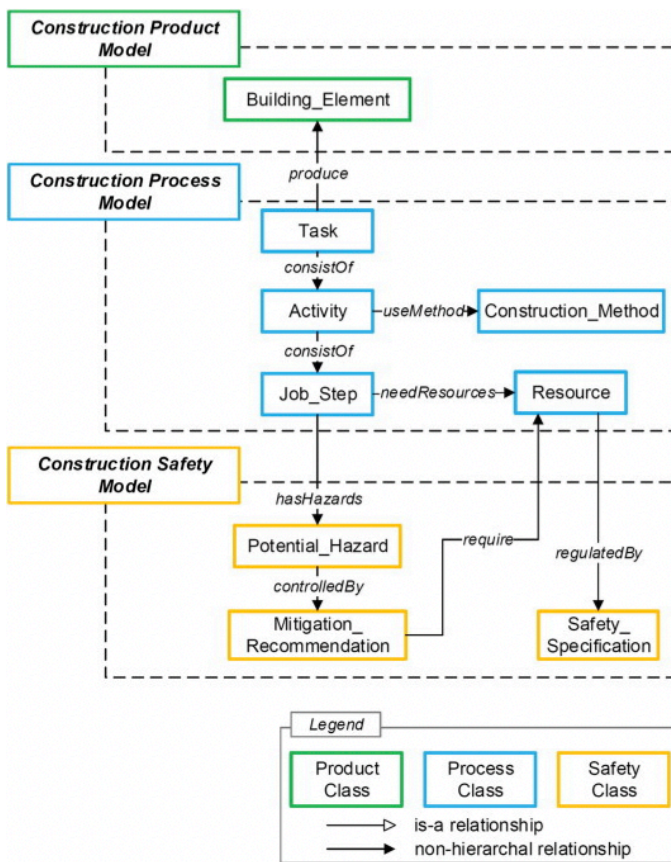 Construction Product
Model
Building_Element
produce
Construction Process
Model
Task
consistOf
Activity
useMethod
Construction_Method
consistOf
Job_Step
needResources
Resource
Construction Safety
Model
hasHazards
Potential_Hazard
require
regulatedBy
controlledBy
Mitigation_
Recommendation
Safety_
Specification
Legend
Product
Class
Process
Class
Safety
Class
is-a relationship
non-hierarchal relationship